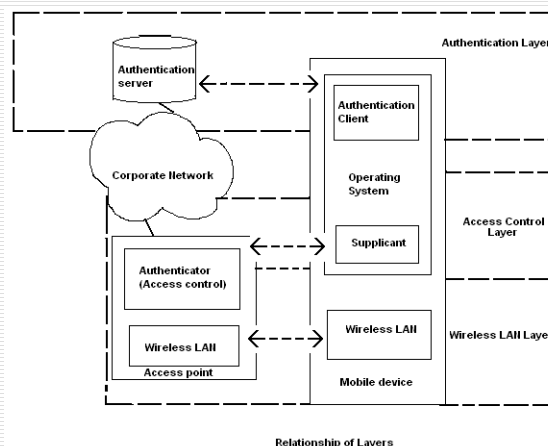 Authentication Layer
Authentication
server
Authentication
Client
Corporate Network
Operating
System
Access Control
Layer
Supplicant
Authenticator
(Access control)
Wireless LAN
Wireless LAN
Wireless LAN Laye
Access point
Mobile device
Relationship of Layers